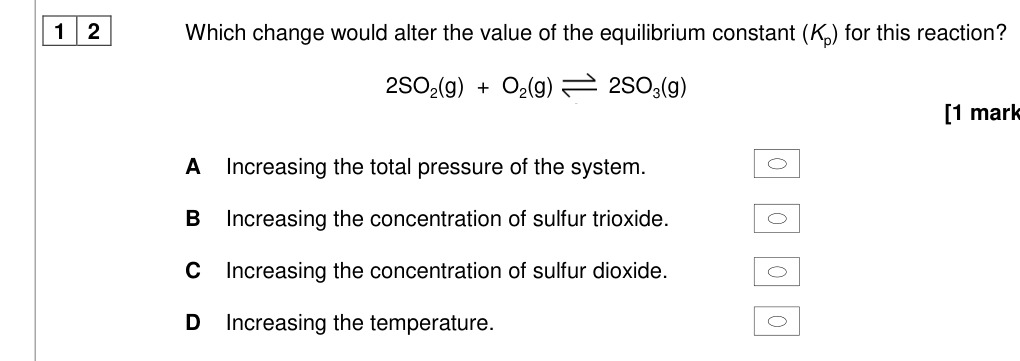 1 2 Which change would alter the value of the equilibrium constant (Kₚ) for this reaction?
2SO₂(g) + O₂(g) ⇌ 2SO₃(g)
[1 mark
A Increasing the total pressure of the system.
B Increasing the concentration of sulfur trioxide.
C Increasing the concentration of sulfur dioxide.
D Increasing the temperature.